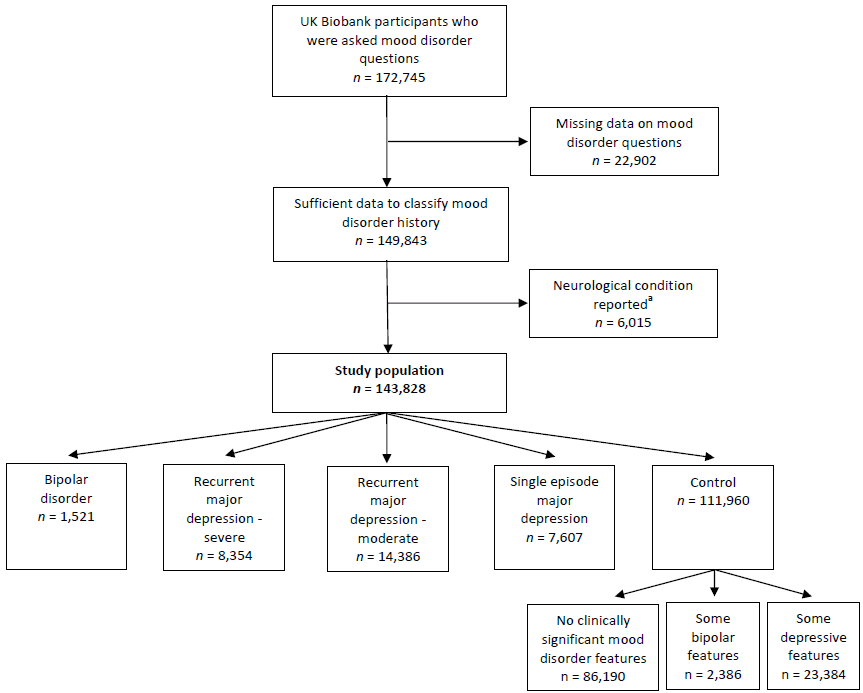 UK Biobank participants who
were asked mood disorder
questions
n = 172,745
Missing data on mood
disorder questions
n = 22,902
Sufficient data to classify mood
disorder history
n = 149,843
Neurological condition
reportedᵃ
n = 6,015
Study population
n = 143,828
Bipolar
disorder
n = 1,521
Recurrent
major
depression -
severe
n = 8,354
Recurrent
major
depression -
moderate
n = 14,386
Single episode
major
depression
n = 7,607
Control
n = 111,960
No clinically
significant mood
disorder features
n = 86,190
Some
bipolar
features
n = 2,386
Some
depressive
features
n = 23,384